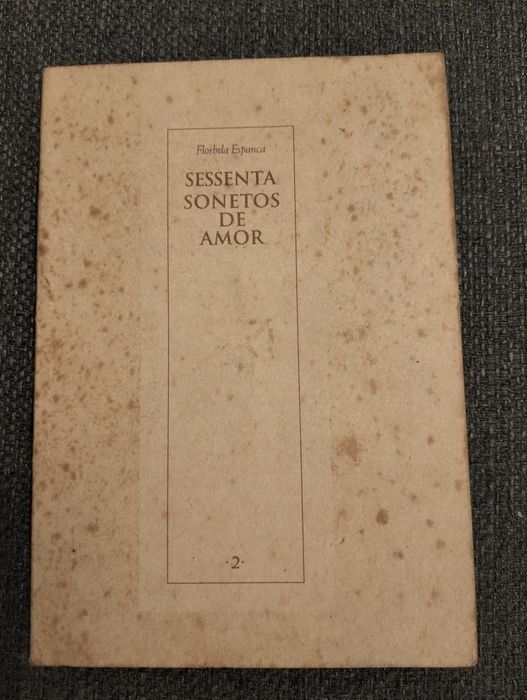 Florbela Espanca
SESSENTA
SONETOS
DE
AMOR
·2·